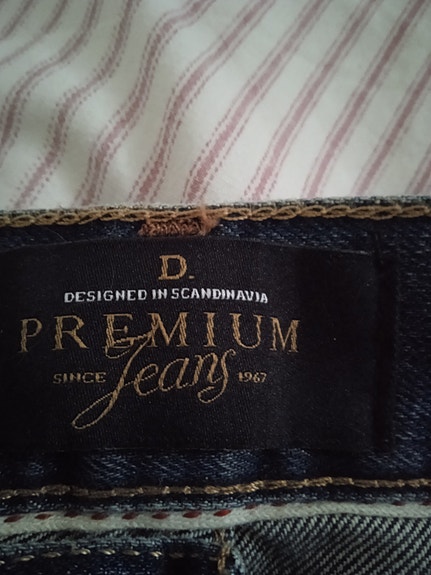 D.
DESIGNED IN SCANDINAVIA
PREMIUM
Jeans
SINCE 1967